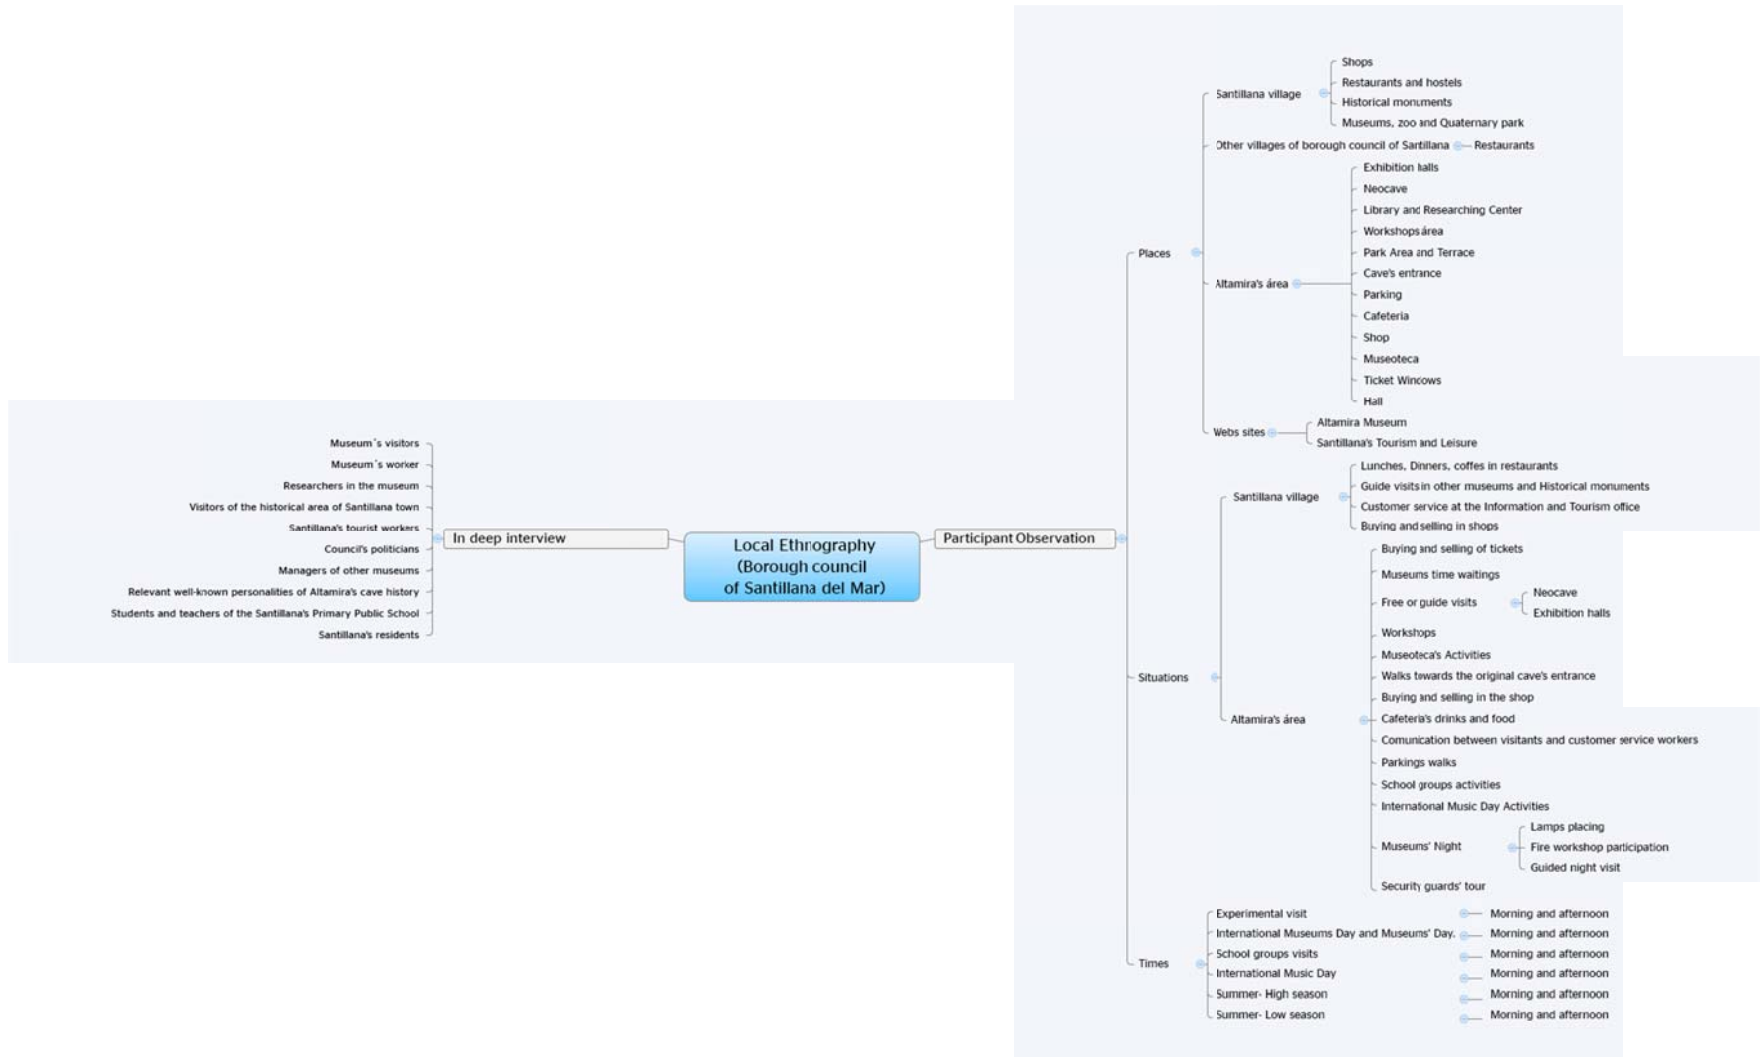 Museum´s visitors
Museum´s worker
Researchers in the museum
Visitors of the historical area of Santillana town
Santillana's tourist workers
Council's politicians
Managers of other museums
Relevant well-known personalities of Altamira's cave history
Students and teachers of the Santillana's Primary Public School
Santillana's residents
In deep interview
Local Ethnography
(Borough council
of Santillana del Mar)
Participant Observation
Places
Santillana village
Shops
Restaurants and hostels
Historical monuments
Museums, zoo and Quaternary park
Other villages of borough council of Santillana
Restaurants
Altamira's área
Exhibition halls
Neocave
Library and Researching Center
Workshops área
Park Area and Terrace
Cave's entrance
Parking
Cafeteria
Shop
Museoteca
Ticket Windows
Hall
Webs sites
Altamira Museum
Santillana's Tourism and Leisure
Situations
Santillana village
Lunches, Dinners, coffes in restaurants
Guide visits in other museums and Historical monuments
Customer service at the Information and Tourism office
Buying and selling in shops
Altamira's área
Buying and selling of tickets
Museums time waitings
Free or guide visits
Neocave
Exhibition halls
Workshops
Museoteca's Activities
Walks towards the original cave's entrance
Buying and selling in the shop
Cafeteria's drinks and food
Comunication between visitants and customer service workers
Parkings walks
School groups activities
International Music Day Activities
Museums' Night
Lamps placing
Fire workshop participation
Guided night visit
Security guards' tour
Times
Experimental visit
Morning and afternoon
International Museums Day and Museums' Day.
Morning and afternoon
School groups visits
Morning and afternoon
International Music Day
Morning and afternoon
Summer- High season
Morning and afternoon
Summer- Low season
Morning and afternoon